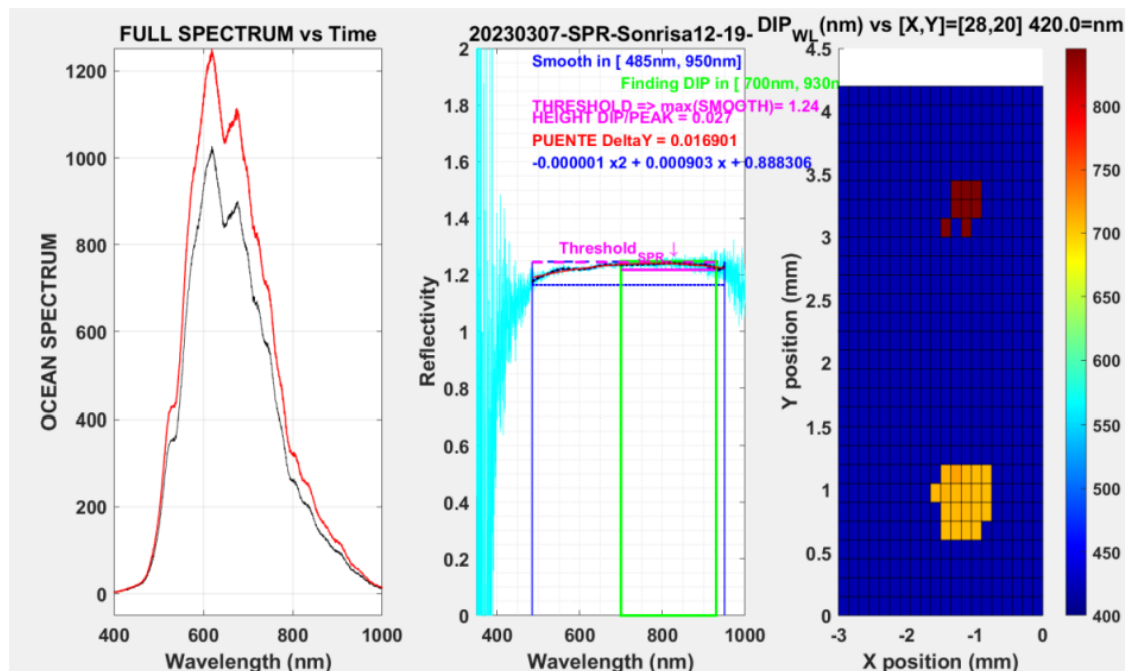 FULL SPECTRUM vs Time
OCEAN SPECTRUM
1200
1000
800
600
400
200
0
400 600 800 1000
Wavelength (nm)
20230307-SPR-Sonrisa12-19-
Smooth in [ 485nm, 950nm]
Finding DIP in [ 700nm, 930n
THRESHOLD => max(SMOOTH)= 1.24
HEIGHT DIP/PEAK = 0.027
PUENTE DeltaY = 0.016901
-0.000001 x2 + 0.000903 x + 0.888306
Threshold SPR ↓
Reflectivity
2
1.8
1.6
1.4
1.2
1
0.8
0.6
0.4
0.2
0
400 600 800 1000
Wavelength (nm)
DIP WL (nm) vs [X,Y]=[28,20] 420.0=nm
Y position (mm)
4.5
4
3.5
3
2.5
2
1.5
1
0.5
0
-3 -2 -1 0
X position (mm)
800
750
700
650
600
550
500
450
400